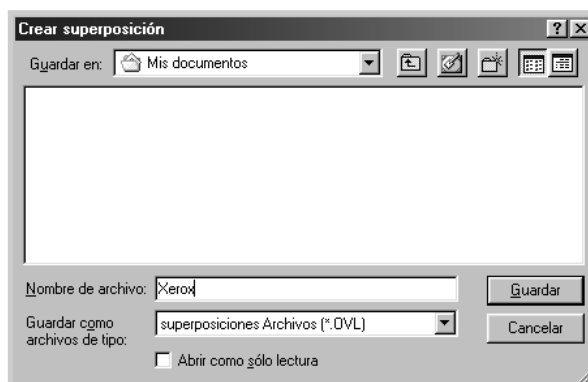 Crear superposición
Guardar en: Mis documentos
Nombre de archivo: Xerox Guardar
Guardar como
archivos de tipo: superposiciones Archivos (*.OVL) Cancelar
Abrir como sólo lectura